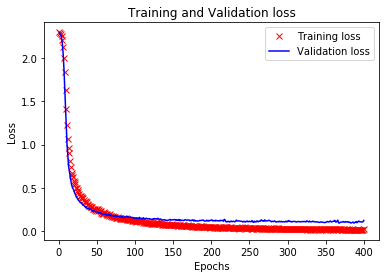 Training and Validation loss
Training loss
Validation loss
Loss
2.0
1.5
1.0
0.5
0.0
0 50 100 150 200 250 300 350 400
Epochs